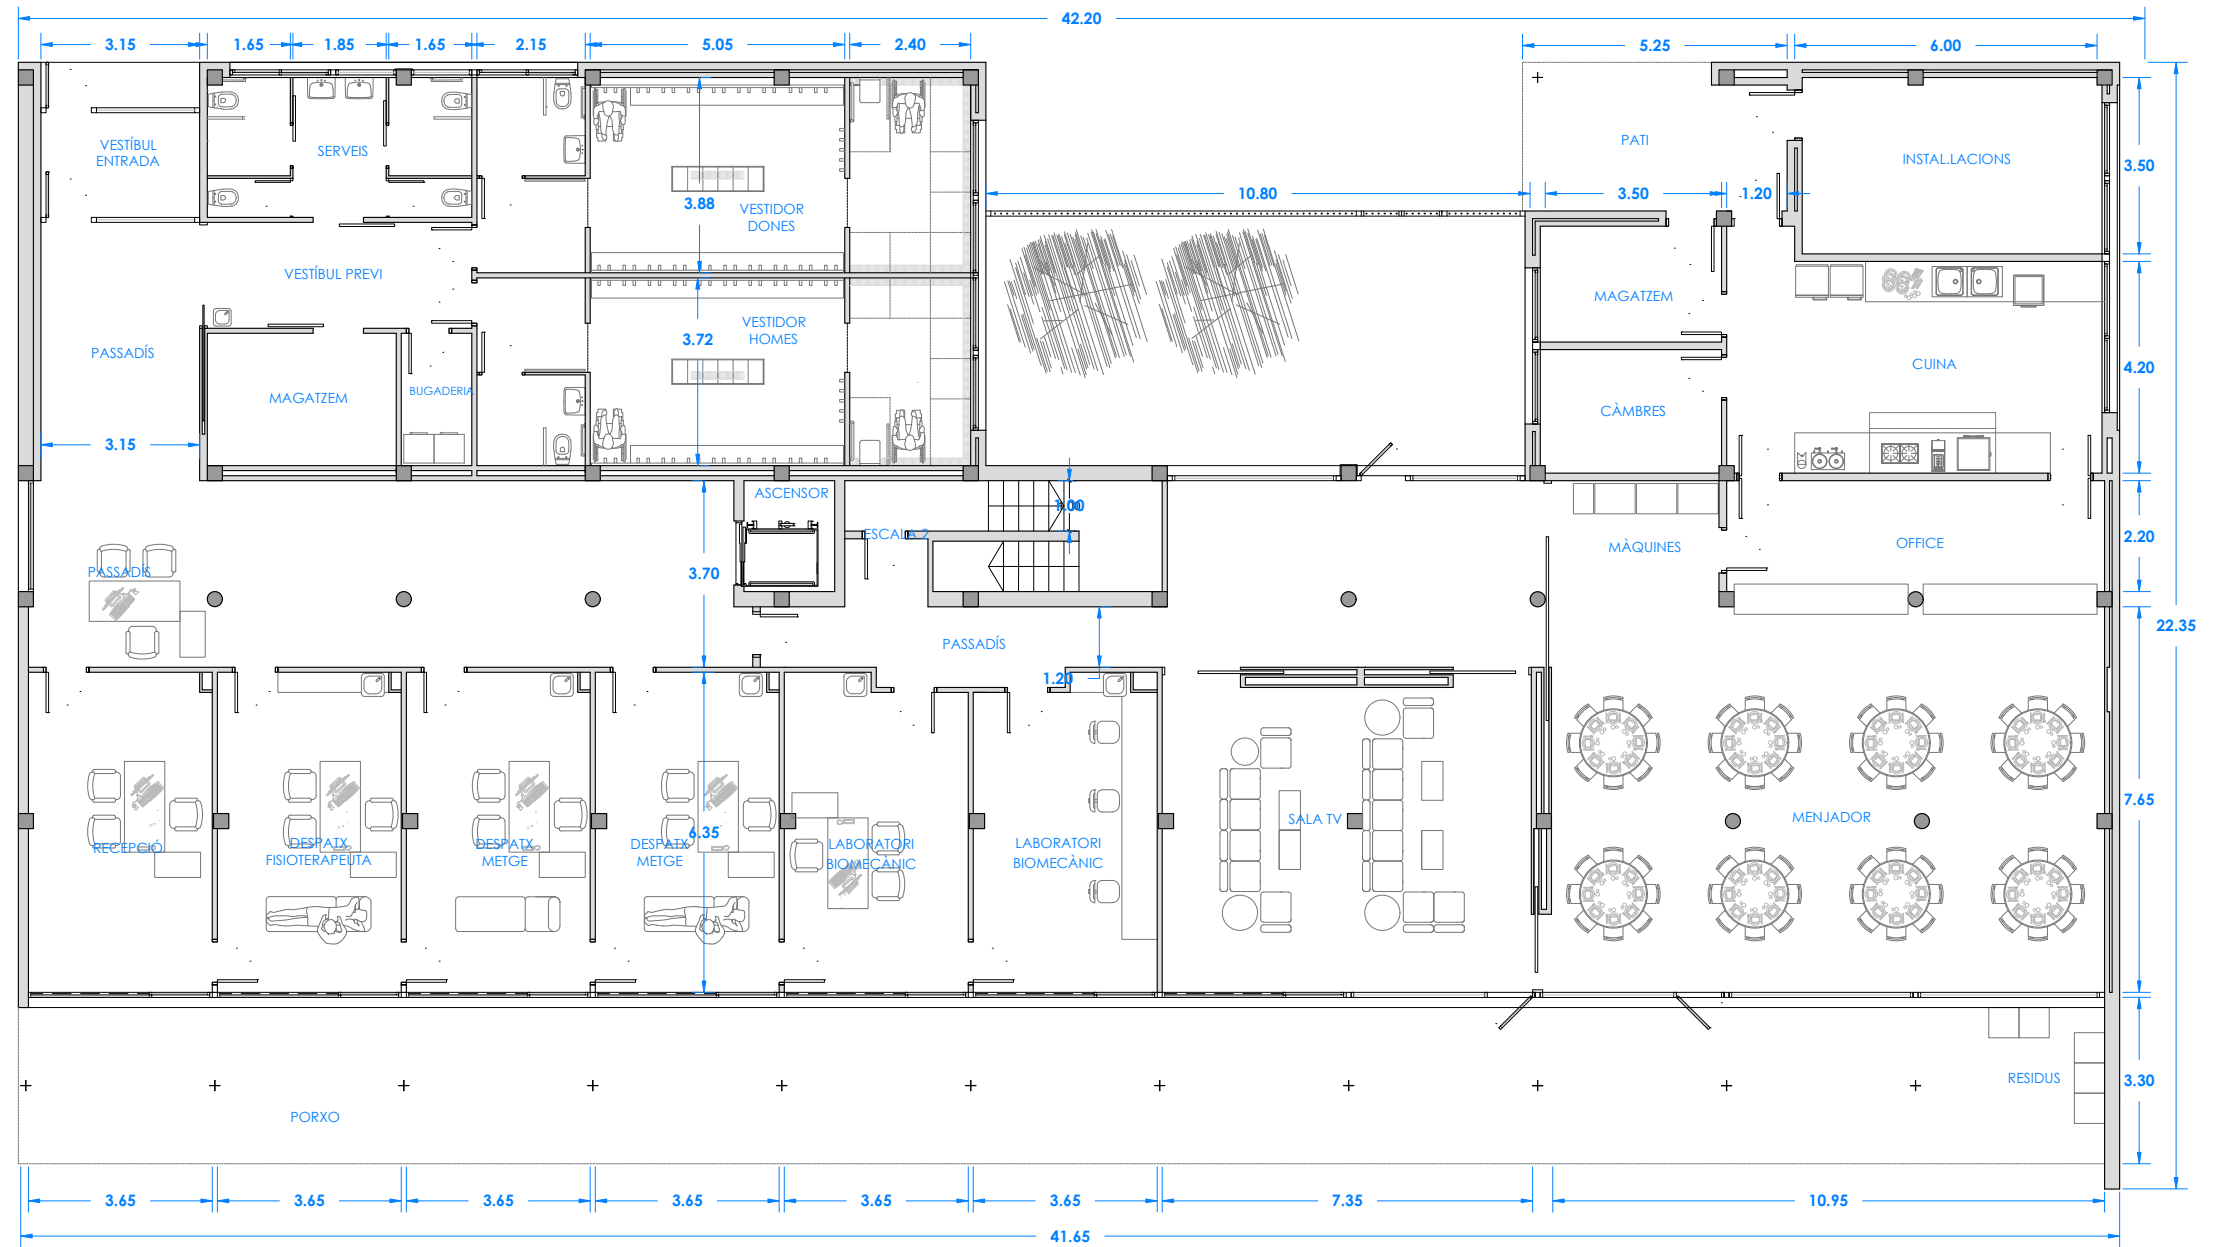 42.20
3.15
1.65
1.85
1.65
2.15
5.05
2.40
5.25
6.00
VESTÍBUL
ENTRADA
SERVEIS
PATI
INSTAL.LACIONS
3.50
3.88
VESTIDOR
DONES
10.80
3.50
1.20
VESTÍBUL PREVI
MAGATZEM
VESTIDOR
HOMES
3.72
PASSADÍS
CUINA
4.20
MAGATZEM
BUGADERIA
CÀMBRES
3.15
ASCENSOR
1.00
ESCALA 2
MÀQUINES
OFFICE
2.20
PASSADÍS
3.70
22.35
PASSADÍS
1.20
7.65
SALA TV
MENJADOR
6.35
RECEPCIÓ
DESPATX
FISIOTERAPEUTA
DESPATX
METGE
DESPATX
METGE
LABORATORI
BIOMECÀNIC
LABORATORI
BIOMECÀNIC
RESIDUS
3.30
PORXO
3.65
3.65
3.65
3.65
3.65
3.65
7.35
10.95
41.65